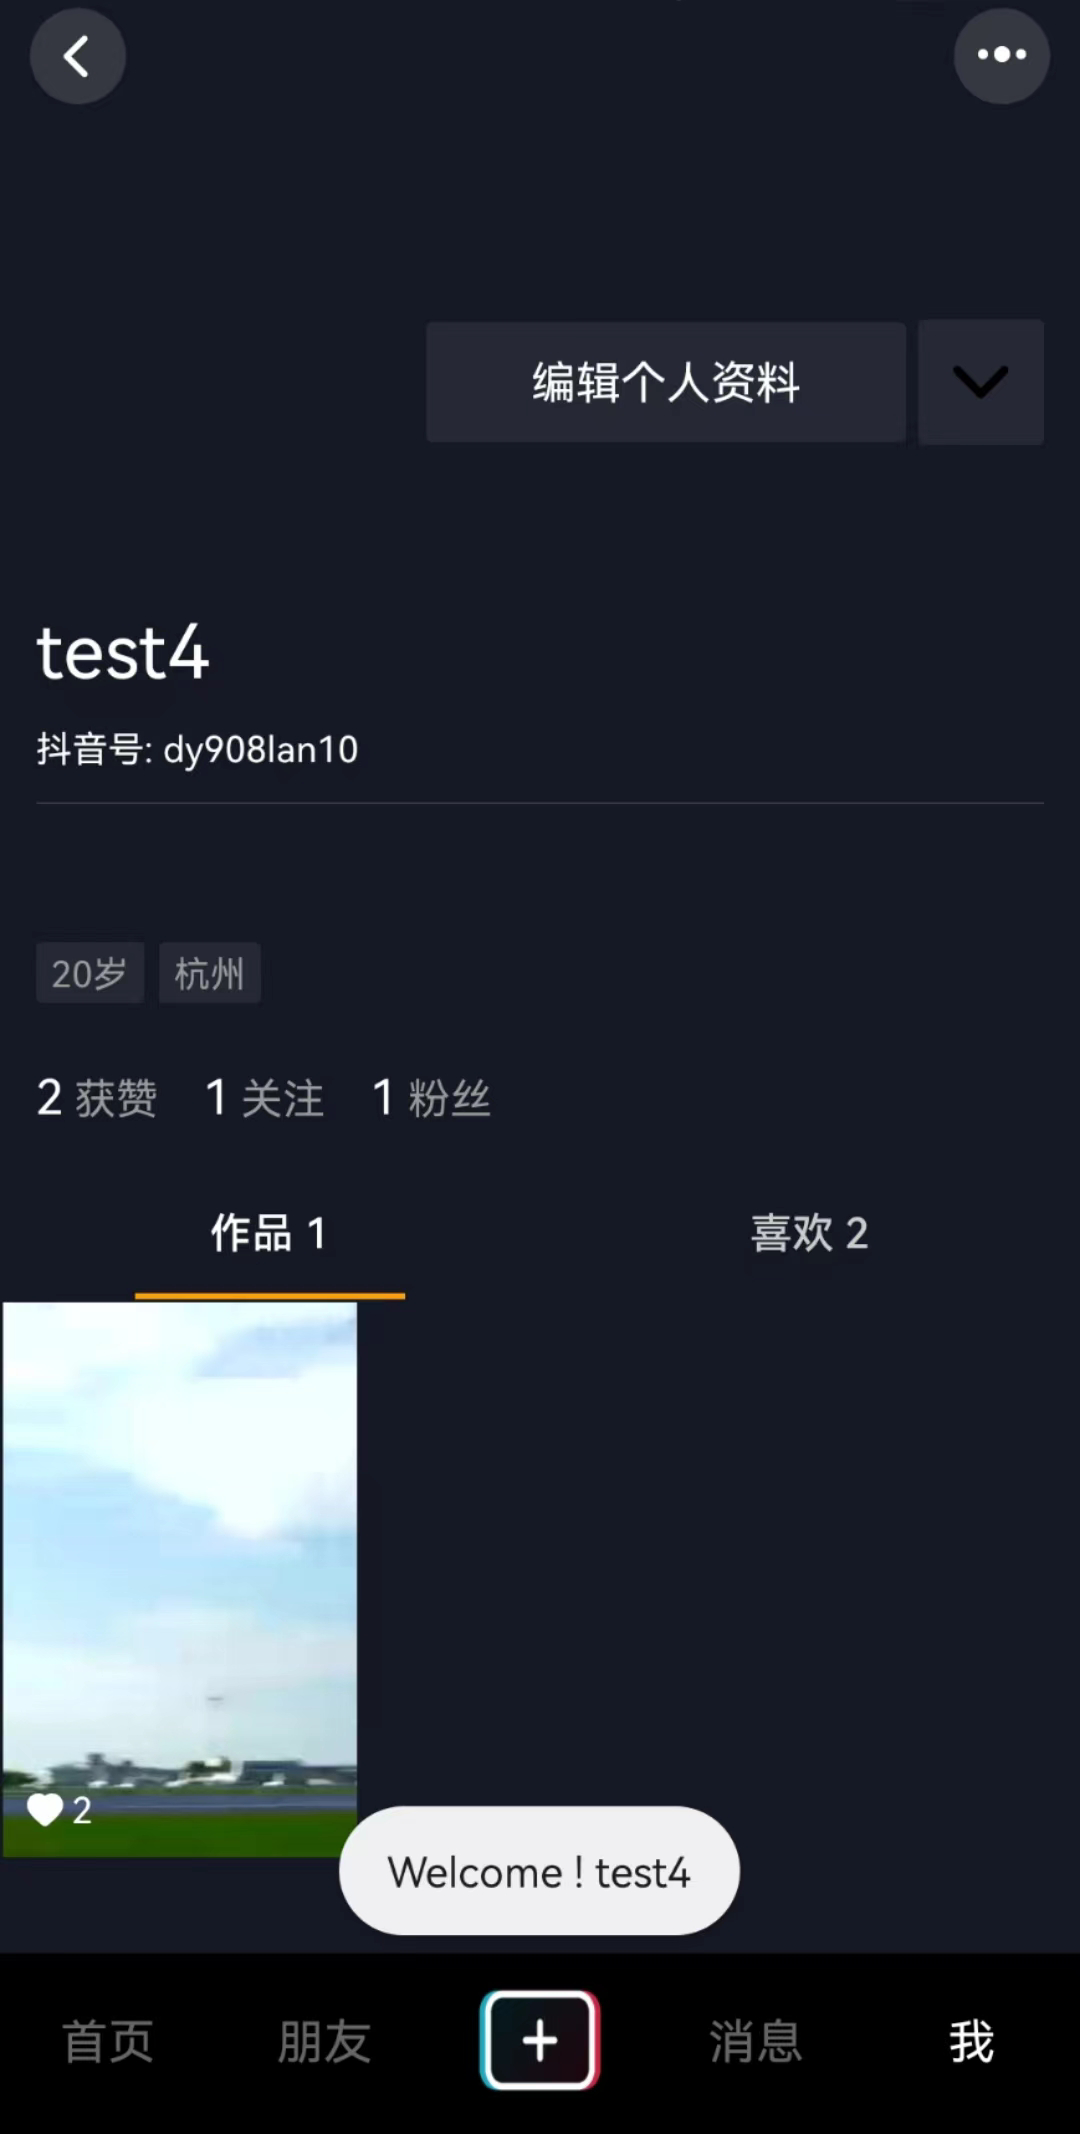 编辑个人资料
test4
抖音号: dy908lan10
20岁 杭州
2 获赞 1 关注 1 粉丝
作品 1 喜欢 2
2
Welcome ! test4
首页 朋友 消息 我